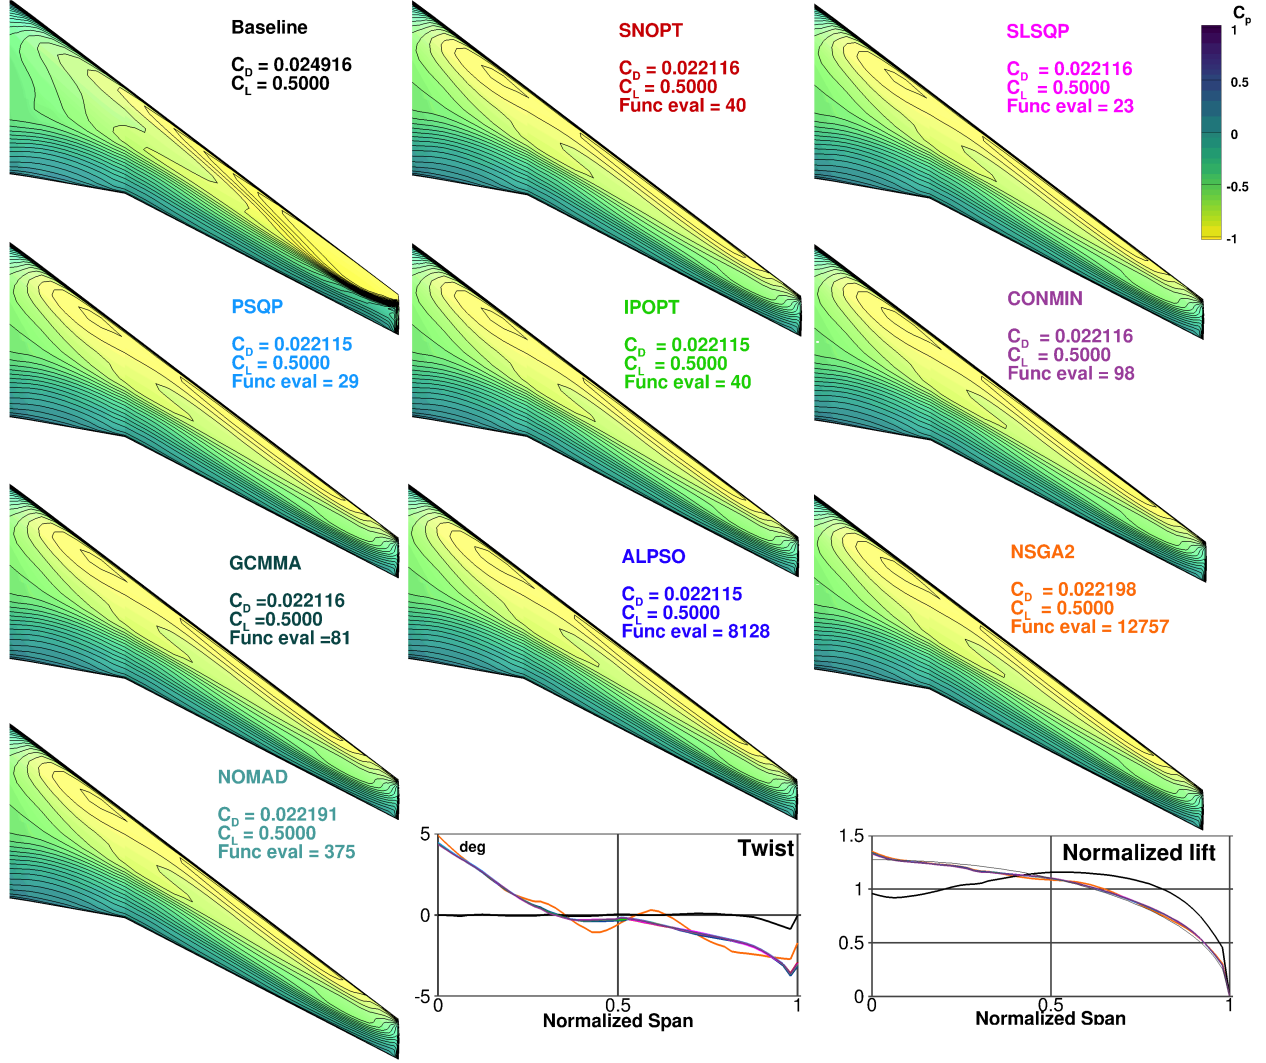 Baseline
C_D = 0.024916
C_L = 0.5000
SNOPT
C_D = 0.022116
C_L = 0.5000
Func eval = 40
SLSQP
C_D = 0.022116
C_L = 0.5000
Func eval = 23
C_p
1
0.5
0
-0.5
-1
PSQP
C_D = 0.022115
C_L = 0.5000
Func eval = 29
IPOPT
C_D = 0.022115
C_L = 0.5000
Func eval = 40
CONMIN
C_D = 0.022116
C_L = 0.5000
Func eval = 98
GCMMA
C_D =0.022116
C_L =0.5000
Func eval =81
ALPSO
C_D = 0.022115
C_L = 0.5000
Func eval = 8128
NSGA2
C_D = 0.022198
C_L = 0.5000
Func eval = 12757
NOMAD
C_D = 0.022191
C_L = 0.5000
Func eval = 375
5
deg
Twist
0
-5
0
0.5
1
Normalized Span
1.5
Normalized lift
1
0.5
0
0
0.5
1
Normalized Span